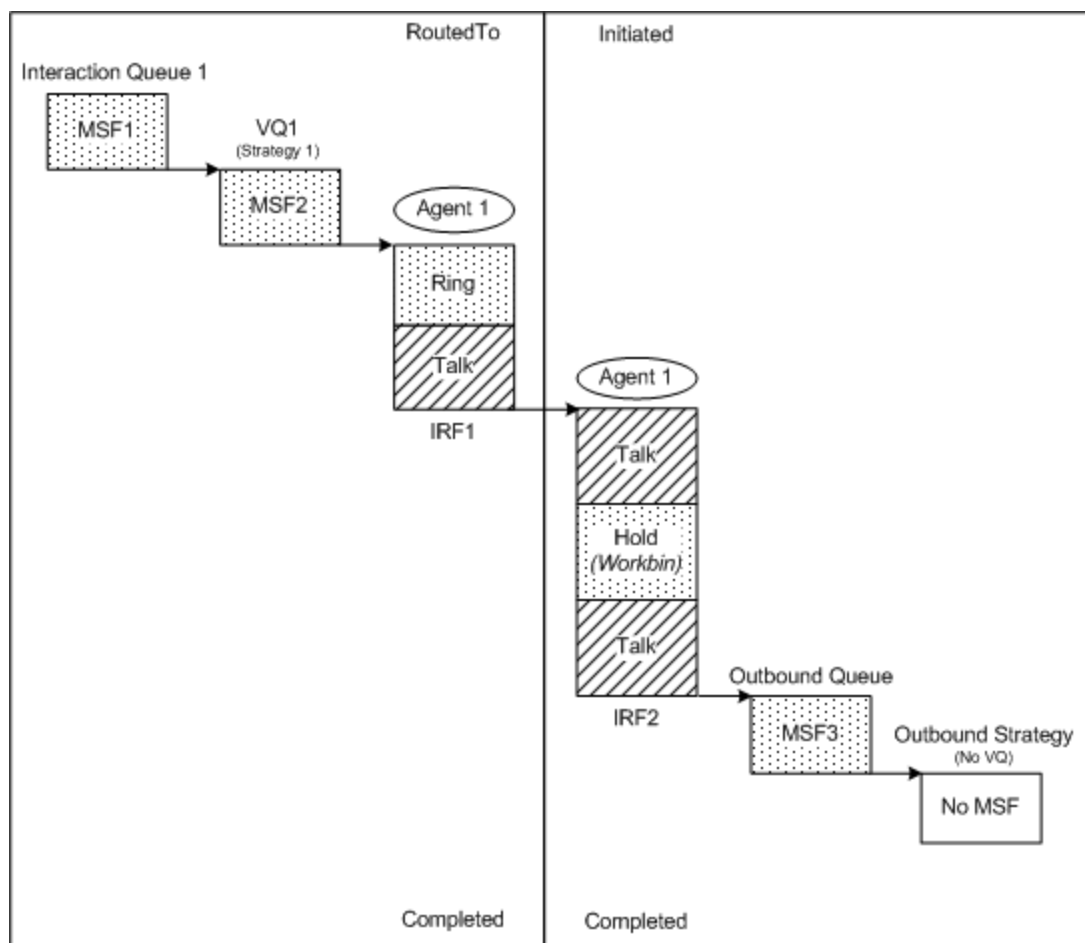 RoutedTo
Initiated
Interaction Queue 1
MSF1
VQ1
(Strategy 1)
MSF2
Agent 1
Ring
Talk
IRF1
Agent 1
Talk
Hold
(Workbin)
Talk
IRF2
Outbound Queue
MSF3
Outbound Strategy
(No VQ)
No MSF
Completed
Completed